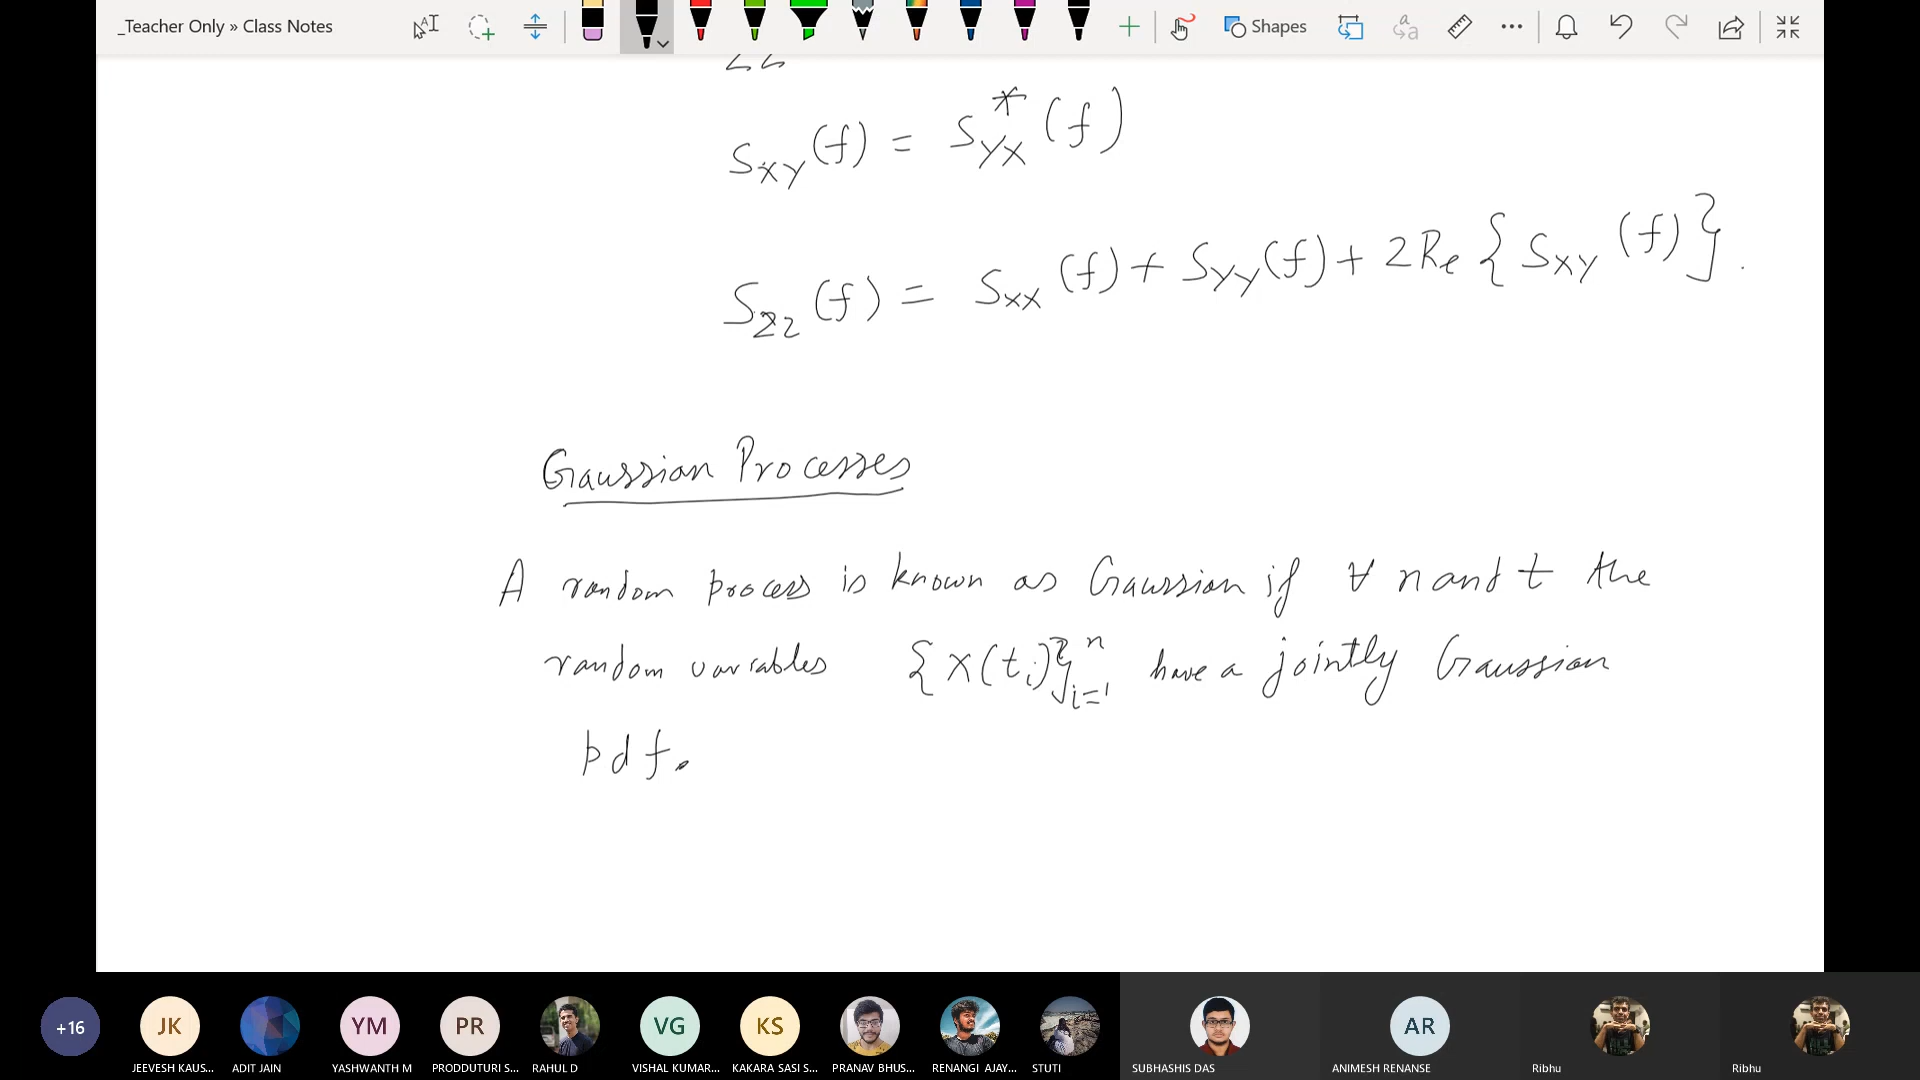 _Teacher Only » Class Notes
Shapes
S_XY(f) = S_YX^*(f)
S_ZZ(f) = S_XX(f) + S_YY(f) + 2Re{S_XY(f)}.
Gaussian Processes
A random process is known as Gaussian if ∀ n and t the
random variables {X(t_i)}_{i=1}^n have a jointly Gaussian
pdf.
+16
JK
YM
PR
VG
KS
AR
JEEVESH KAUS...
ADIT JAIN
YASHWANTH M
PRODDUTURI S...
RAHUL D
VISHAL KUMAR...
KAKARA SASI S...
PRANAV BHUS...
RENANGI AJAY...
STUTI
SUBHASHIS DAS
ANIMESH RENANSE
Ribhu
Ribhu